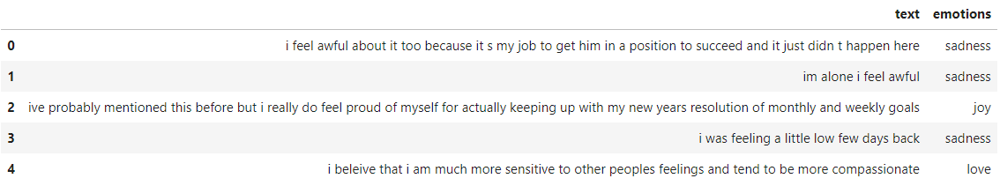 text emotions
0 i feel awful about it too because it s my job to get him in a position to succeed and it just didn t happen here sadness
1 im alone i feel awful sadness
2 ive probably mentioned this before but i really do feel proud of myself for actually keeping up with my new years resolution of monthly and weekly goals joy
3 i was feeling a little low few days back sadness
4 i beleive that i am much more sensitive to other peoples feelings and tend to be more compassionate love